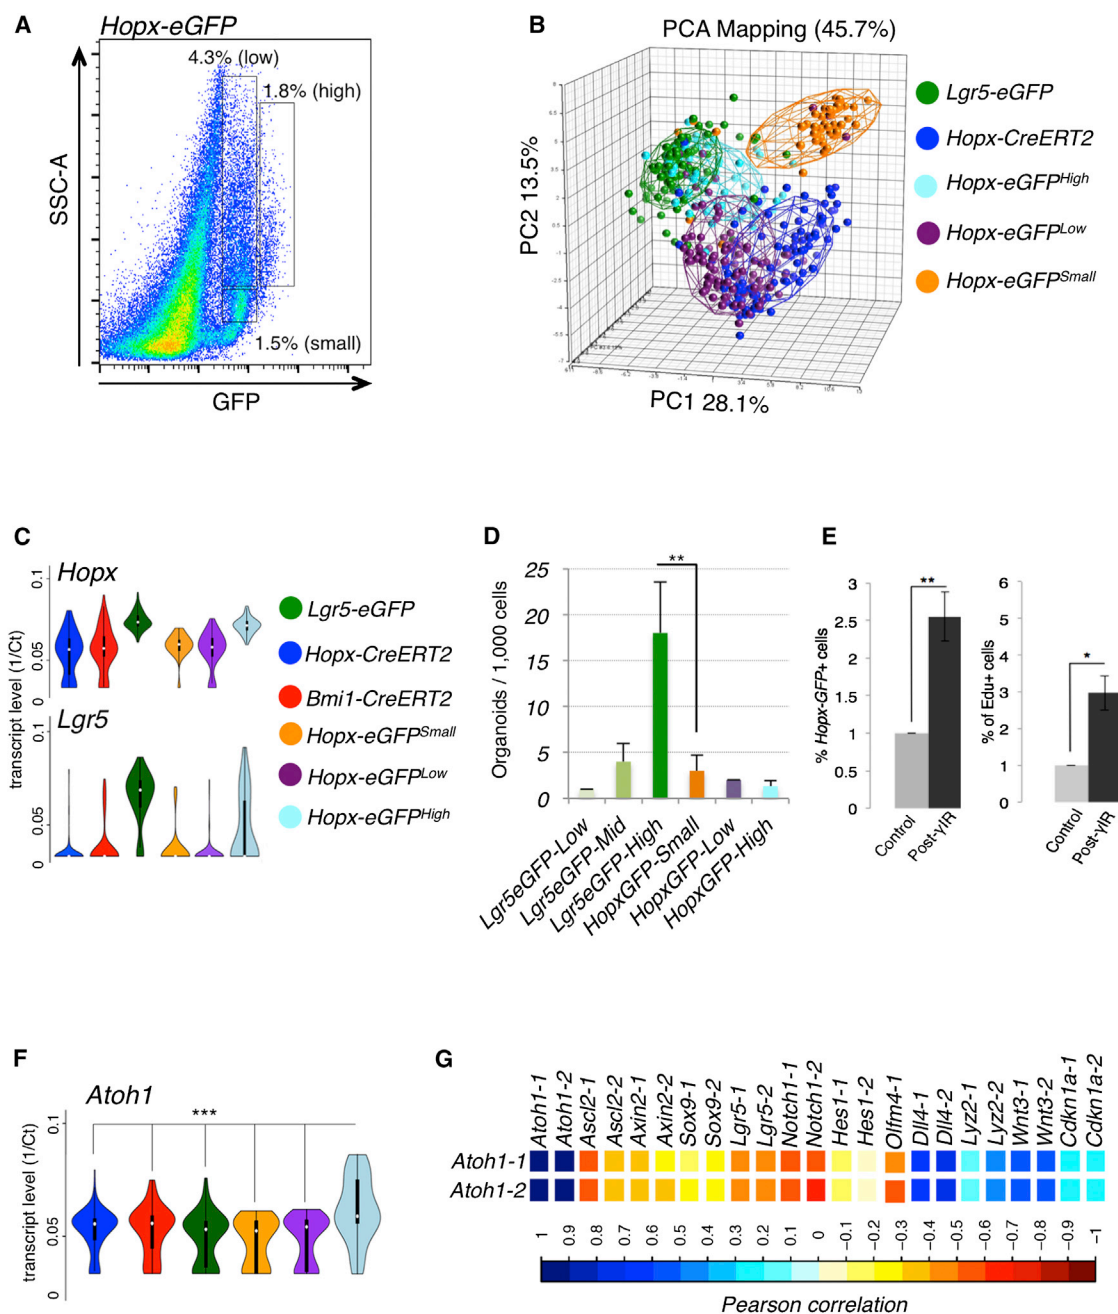 A
Hopx-eGFP
4.3% (low)
1.8% (high)
1.5% (small)
SSC-A
GFP
B
PCA Mapping (45.7%)
PC2 13.5%
PC1 28.1%
Lgr5-eGFP
Hopx-CreERT2
Hopx-eGFPHigh
Hopx-eGFPLow
Hopx-eGFPSmall
C
Hopx
0.1
0.05
0
Lgr5
0.1
0.05
0
transcript level (1/Ct)
Lgr5-eGFP
Hopx-CreERT2
Bmi1-CreERT2
Hopx-eGFPSmall
Hopx-eGFPLow
Hopx-eGFPHigh
D
Organoids / 1,000 cells
25
20
15
10
5
0
**
Lgr5eGFP-Low
Lgr5eGFP-Mid
Lgr5eGFP-High
HopxGFP-Small
HopxGFP-Low
HopxGFP-High
E
% Hopx-GFP+ cells
3
2.5
2
1.5
1
0.5
0
**
Control
Post-γIR
% of Edu+ cells
6
5
4
3
2
1
0
*
Control
Post-γIR
F
Atoh1
***
transcript level (1/Ct)
0.1
0.05
0
G
Atoh1-1 Atoh1-2 Ascl2-1 Ascl2-2 Axin2-1 Axin2-2 Sox9-1 Sox9-2 Lgr5-1 Lgr5-2 Notch1-1 Notch1-2 Hes1-1 Hes1-2 Olfm4-1 Dll4-1 Dll4-2 Lyz2-1 Lyz2-2 Wnt3-1 Wnt3-2 Cdkn1a-1 Cdkn1a-2
Atoh1-1
Atoh1-2
1 0.9 0.8 0.7 0.6 0.5 0.4 0.3 0.2 0.1 0 −0.1 −0.2 −0.3 −0.4 −0.5 −0.6 −0.7 −0.8 −0.9 −1
Pearson correlation